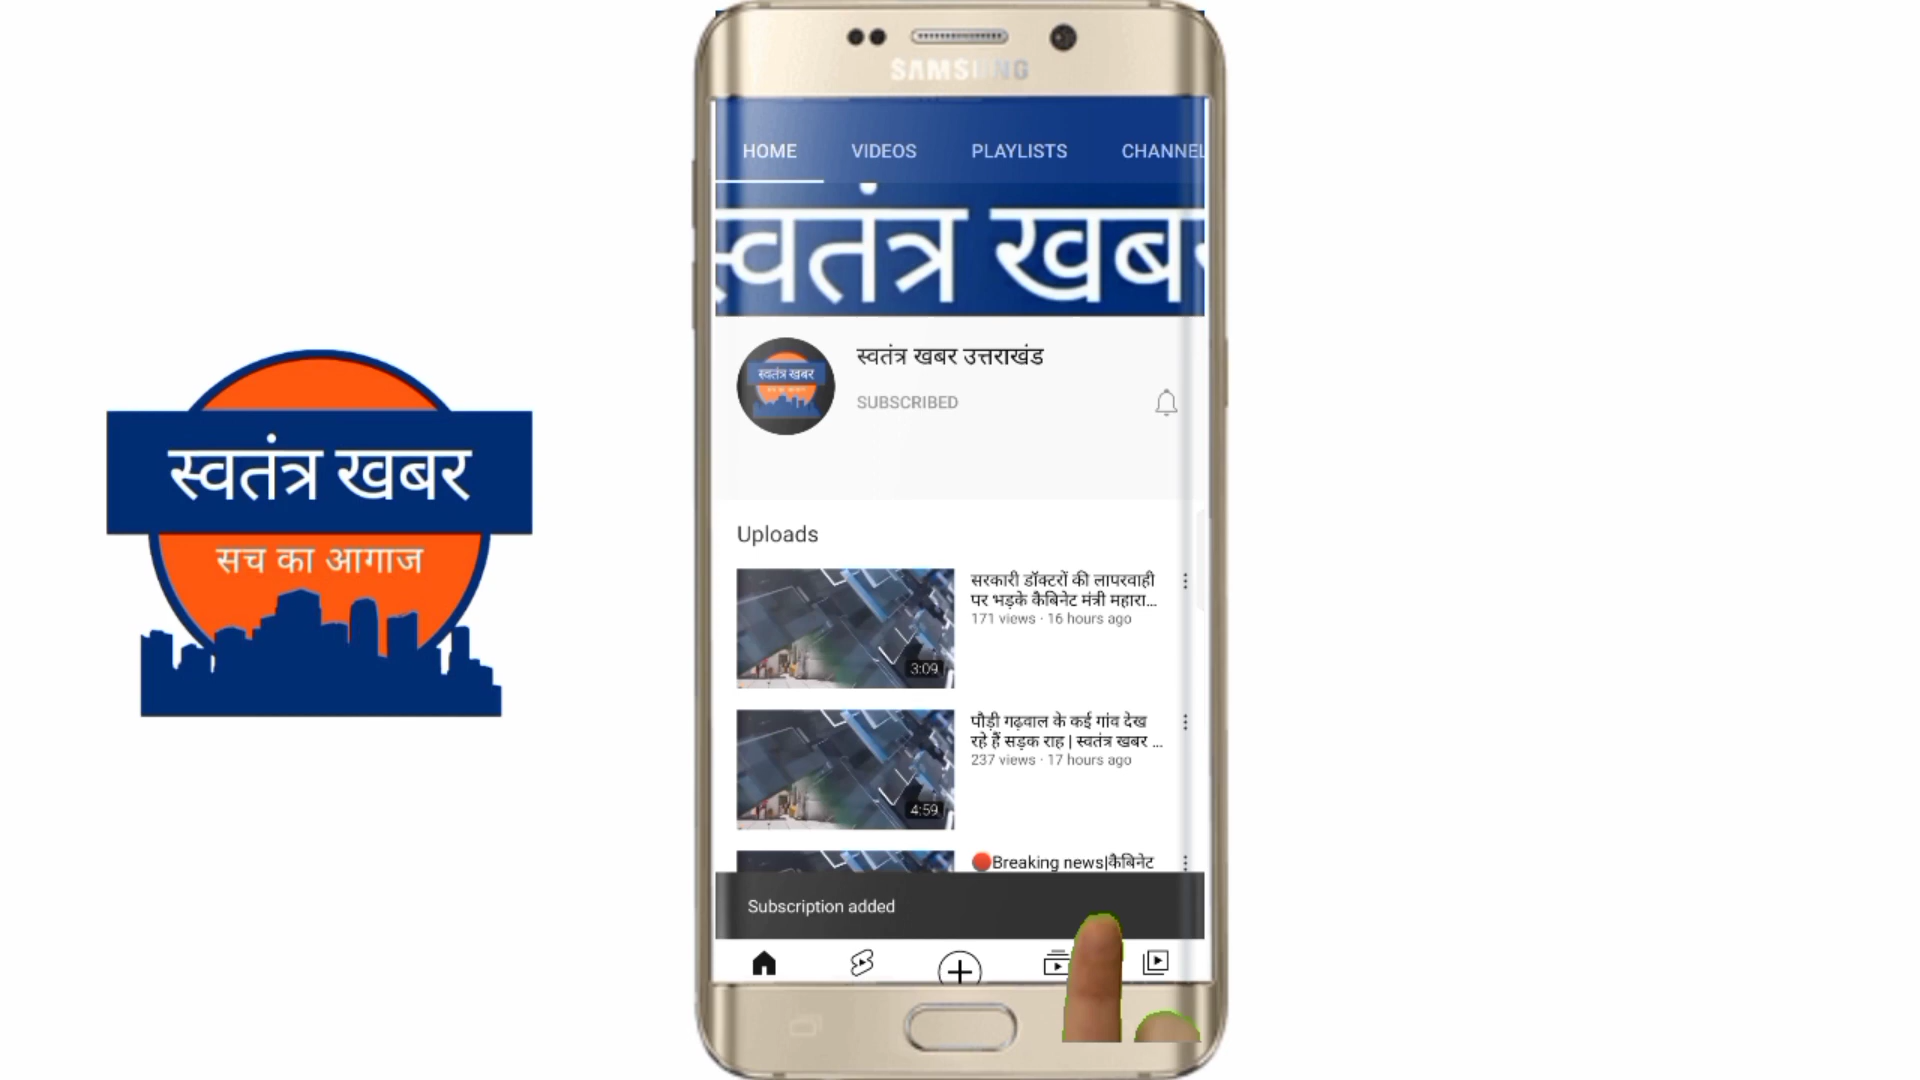 स्वतंत्र खबर
सच का आगाज
SAMSUNG
HOME VIDEOS PLAYLISTS CHANNEL
स्वतंत्र खबर
स्वतंत्र खबर उत्तराखंड
स्वतंत्र खबर
SUBSCRIBED
Uploads
सरकारी डॉक्टरों की लापरवाही
पर भड़के कैबिनेट मंत्री महारा...
171 views · 16 hours ago
3:09
पौड़ी गढ़वाल के कई गांव देख
रहे हैं सड़क राह | स्वतंत्र खबर ...
237 views · 17 hours ago
4:59
🔴Breaking news|कैबिनेट
Subscription added